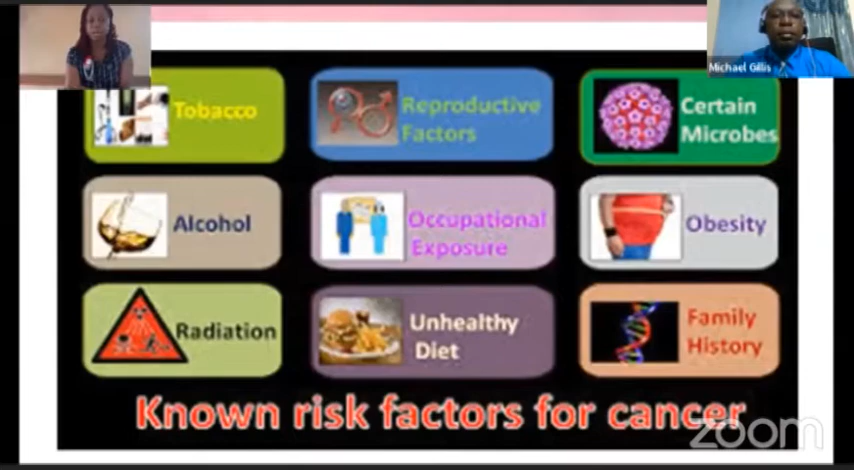 Michael Gillis
Tobacco
Reproductive
Factors
Certain
Microbes
Alcohol
Occupational
Exposure
Obesity
Radiation
Unhealthy
Diet
Family
History
Known risk factors for cancer
zoom